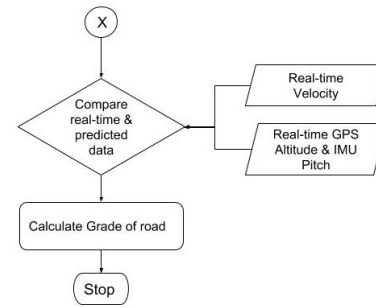 X
Compare
real-time &
predicted
data
Real-time
Velocity
Real-time GPS
Altitude & IMU
Pitch
Calculate Grade of road
Stop